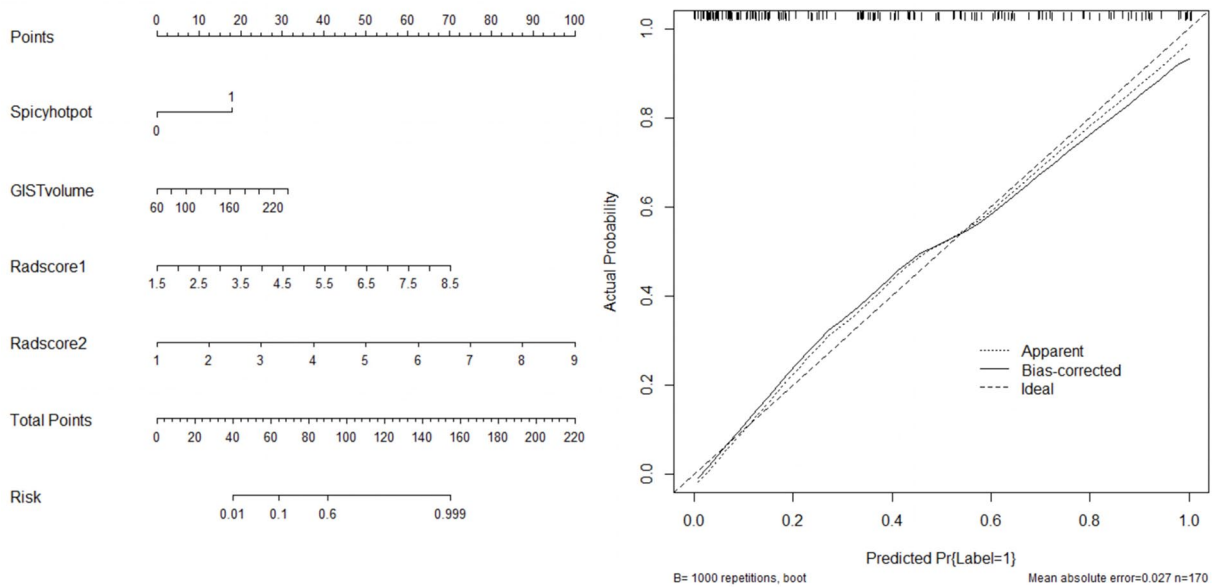 Points
0 10 20 30 40 50 60 70 80 90 100
Spicyhotpot
1
0
GISTvolume
60 100 160 220
Radscore1
1.5 2.5 3.5 4.5 5.5 6.5 7.5 8.5
Radscore2
1 2 3 4 5 6 7 8 9
Total Points
0 20 40 60 80 100 120 140 160 180 200 220
Risk
0.01 0.1 0.6 0.999
Actual Probability
1.0
0.8
0.6
0.4
0.2
0.0
Apparent
Bias-corrected
Ideal
0.0 0.2 0.4 0.6 0.8 1.0
Predicted Pr{Label=1}
B= 1000 repetitions, boot
Mean absolute error=0.027 n=170